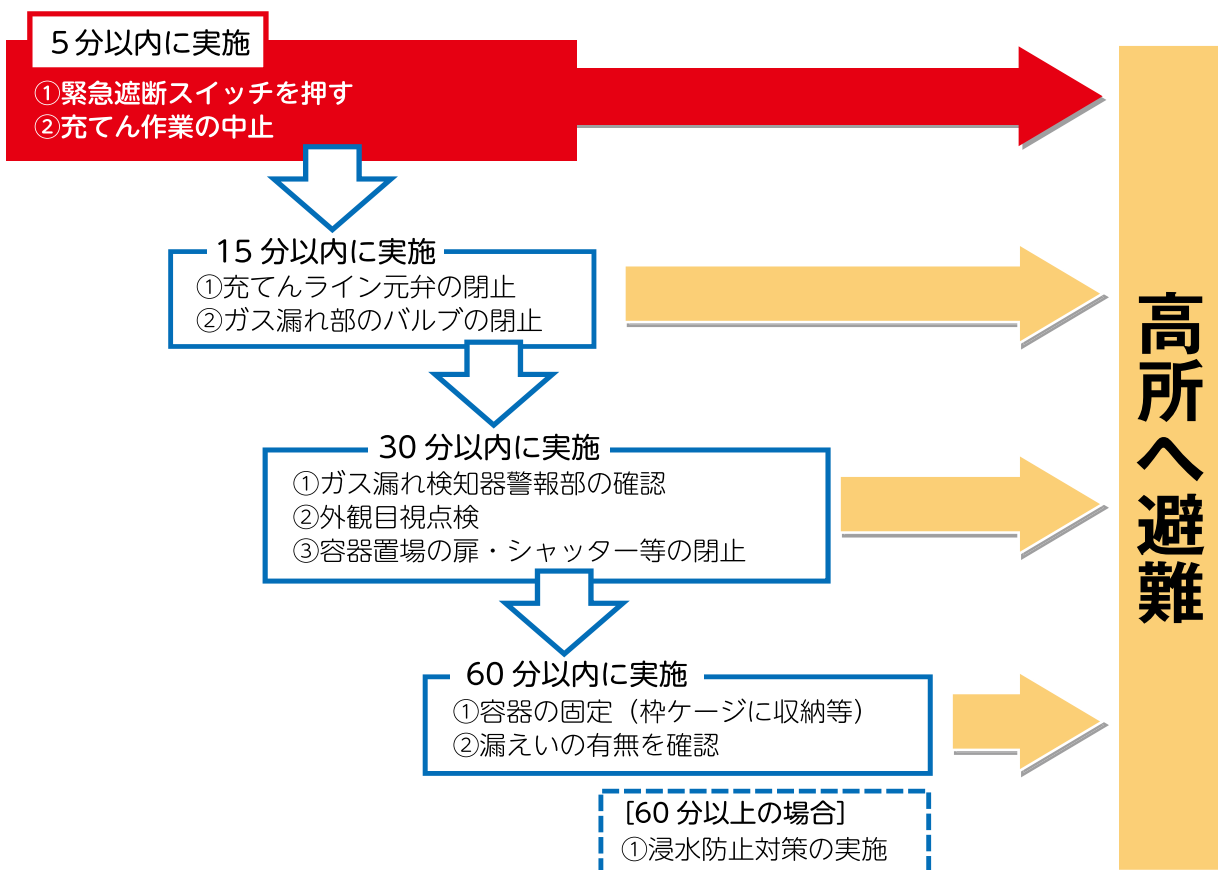 5分以内に実施
①緊急遮断スイッチを押す
②充てん作業の中止
15分以内に実施
①充てんライン元弁の閉止
②ガス漏れ部のバルブの閉止
30分以内に実施
①ガス漏れ検知器警報部の確認
②外観目視点検
③容器置場の扉・シャッター等の閉止
60分以内に実施
①容器の固定（枠ケージに収納等）
②漏えいの有無を確認
[60分以上の場合]
①浸水防止対策の実施
高所へ避難